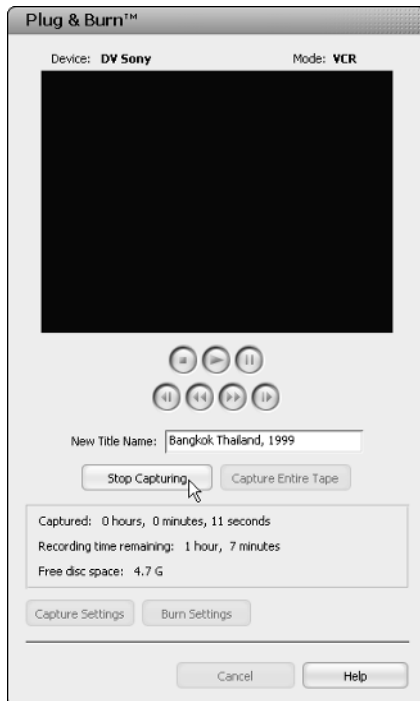 Plug & Burn™
Device: DV Sony Mode: VCR
New Title Name: Bangkok Thailand, 1999
Stop Capturing Capture Entire Tape
Captured: 0 hours, 0 minutes, 11 seconds
Recording time remaining: 1 hour, 7 minutes
Free disc space: 4.7 G
Capture Settings Burn Settings
Cancel Help